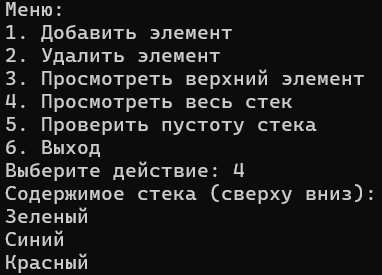 Меню:
1. Добавить элемент
2. Удалить элемент
3. Просмотреть верхний элемент
4. Просмотреть весь стек
5. Проверить пустоту стека
6. Выход
Выберите действие: 4
Содержимое стека (сверху вниз):
Зеленый
Синий
Красный